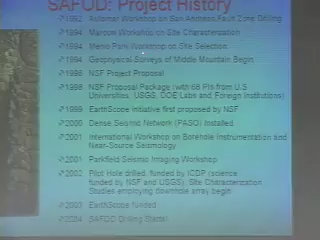 SAFOD: Project History
1992 Asilomar Workshop on San Andreas Fault Zone Drilling
1994 Marconi Workshop on Site Characterization
1994 Menlo Park Workshop on Site Selection
1994 Geophysical Surveys of Middle Mountain Begin
1996 NSF Project Proposal
1998 NSF Proposal Package (with 68 PIs from U.S.
Universities, USGS, DOE Labs and Foreign Institutions)
1999 EarthScope initiative first proposed by NSF
2000 Dense Seismic Network (PASO) Installed
2001 International Workshop on Borehole Instrumentation and
Near-Source Seismology
2001 Parkfield Seismic Imaging Workshop
2002 Pilot Hole drilled, funded by ICDP (science
funded by NSF and USGS). Site Characterization
Studies employing downhole array begin
2003 EarthScope funded
2004 SAFOD Drilling Starts!